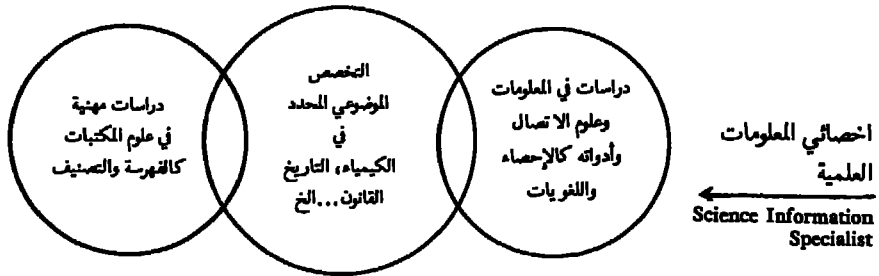 اخصائي المعلومات
العلمية
Science Information
Specialist
دراسات في المعلومات
وعلوم الاتصال
وأدواته كالإحصاء
واللغويات
التخصص
الموضوعي المحدد
في
الكيمياء، التاريخ
القانون...الخ
دراسات مهنية
في علوم المكتبات
كالفهرسة والتصنيف